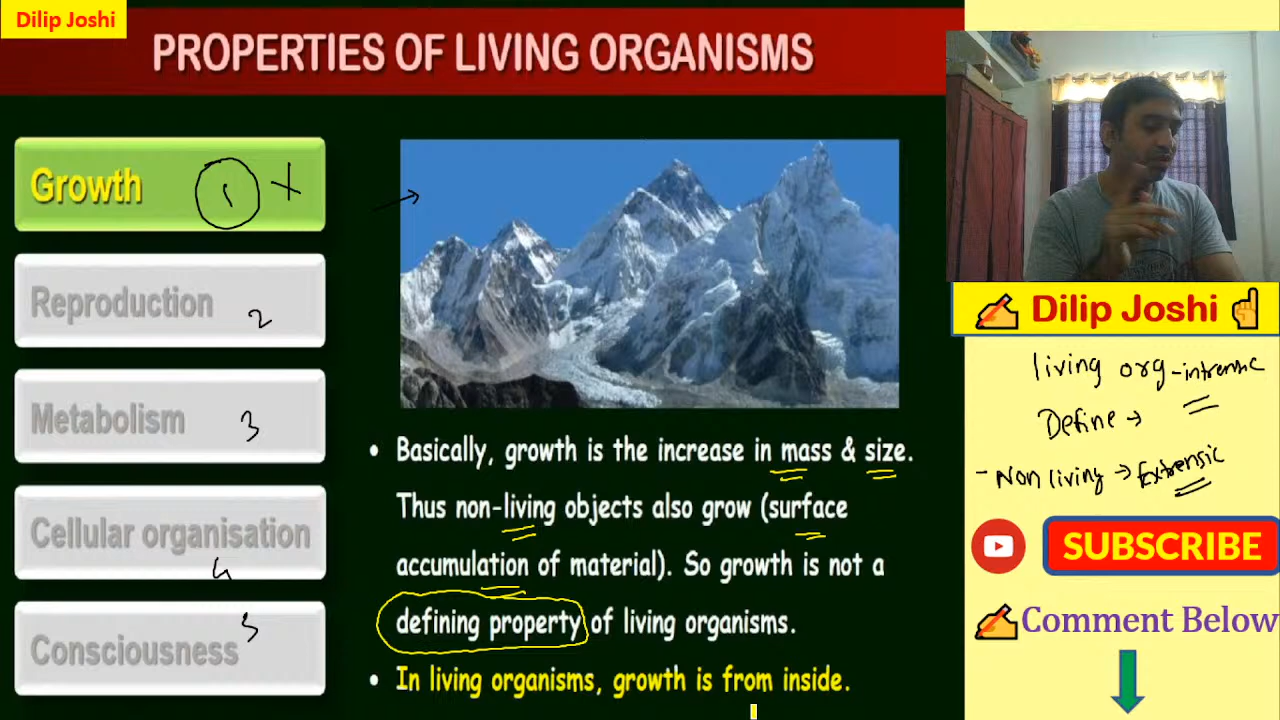 Dilip Joshi
PROPERTIES OF LIVING ORGANISMS
Growth 1 X
Reproduction 2
Metabolism 3
Cellular organisation 4
Consciousness 5
• Basically, growth is the increase in mass & size.
Thus non-living objects also grow (surface
accumulation of material). So growth is not a
defining property of living organisms.
• In living organisms, growth is from inside.
Dilip Joshi
living org - intrensic
Define →
- Non living → Extrensic
SUBSCRIBE
Comment Below